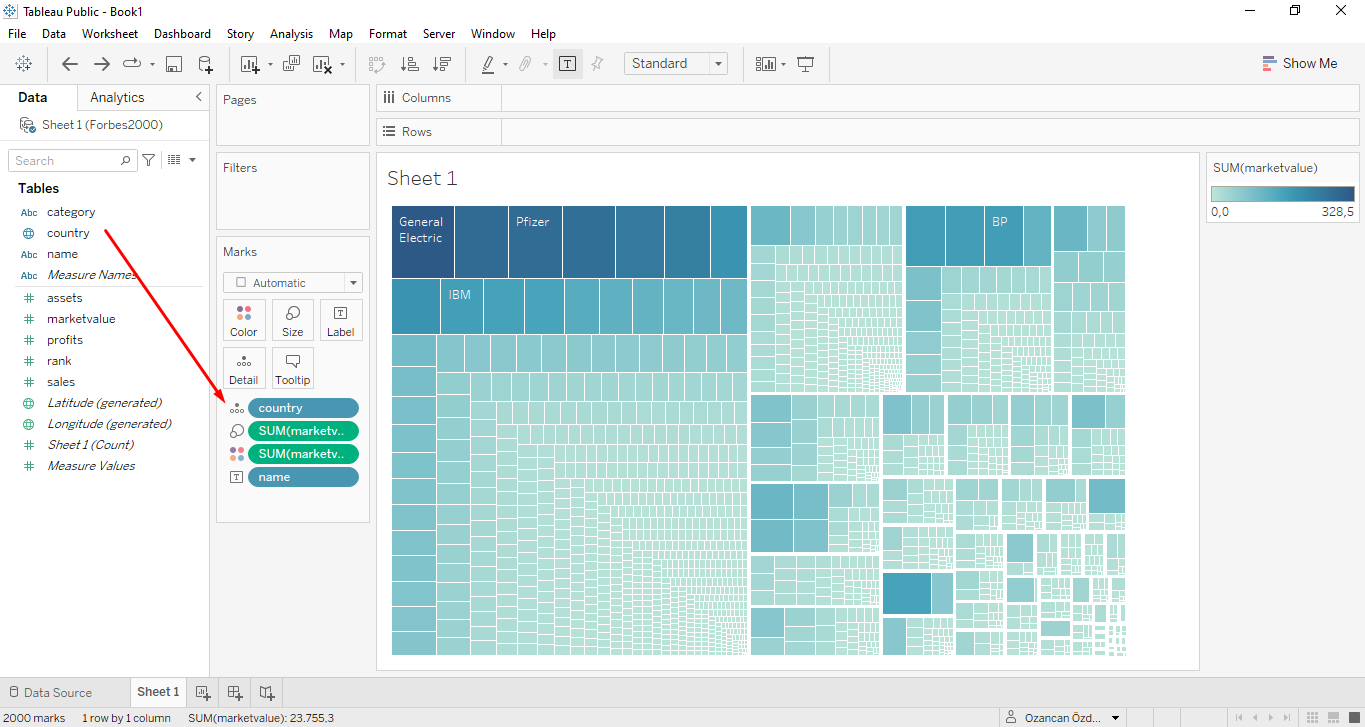 Tableau Public - Book1
File Data Worksheet Dashboard Story Analysis Map Format Server Window Help
Standard
Show Me
Data
Analytics
Sheet 1 (Forbes2000)
Search
Tables
Abc category
country
Abc name
Abc Measure Names
assets
marketvalue
profits
rank
sales
Latitude (generated)
Longitude (generated)
Sheet 1 (Count)
Measure Values
Pages
Filters
Marks
Automatic
Color Size Label
Detail Tooltip
country
SUM(marketv..
SUM(marketv..
name
Columns
Rows
Sheet 1
General
Electric
Pfizer
BP
IBM
SUM(marketvalue)
0,0 328,5
Data Source
Sheet 1
2000 marks 1 row by 1 column SUM(marketvalue): 23.755,3
Ozancan Özd...